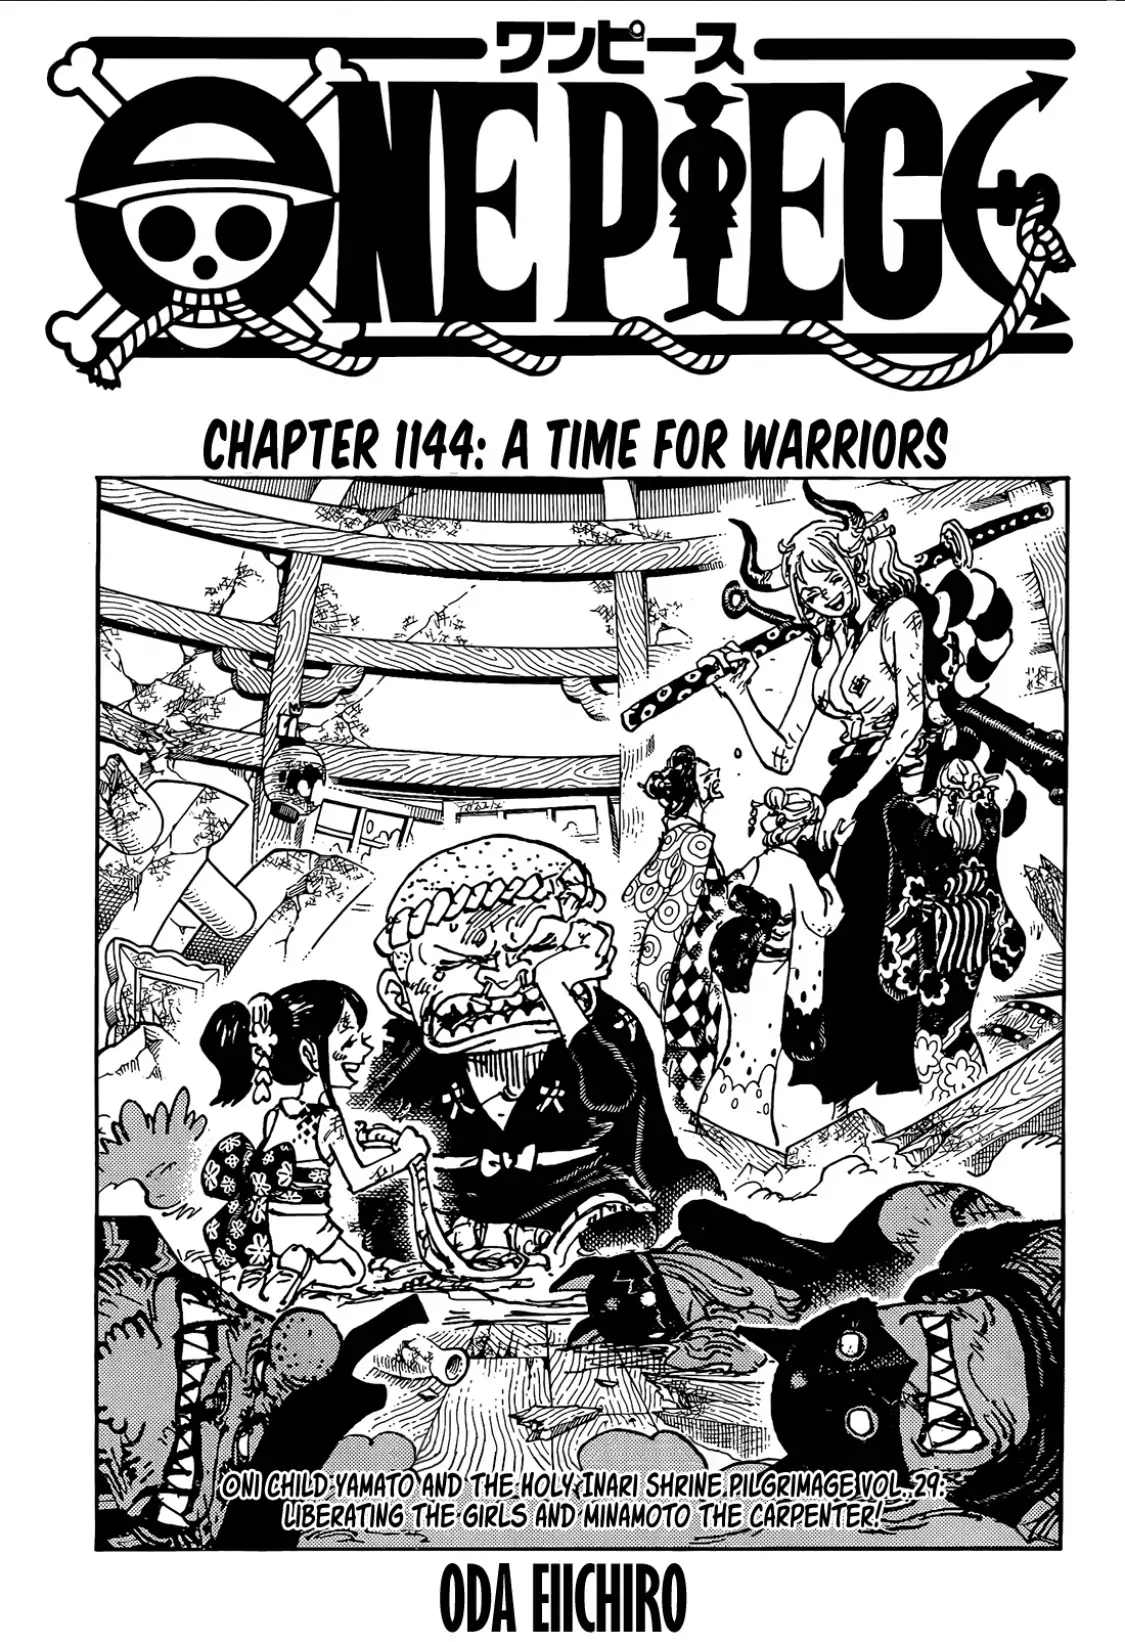 ワンピース
ONE PIECE
CHAPTER 1144: A TIME FOR WARRIORS
ONI CHILD YAMATO AND THE HOLY INARI SHRINE PILGRIMAGE VOL. 29:
LIBERATING THE GIRLS AND MINAMOTO THE CARPENTER!
ODA EIICHIRO